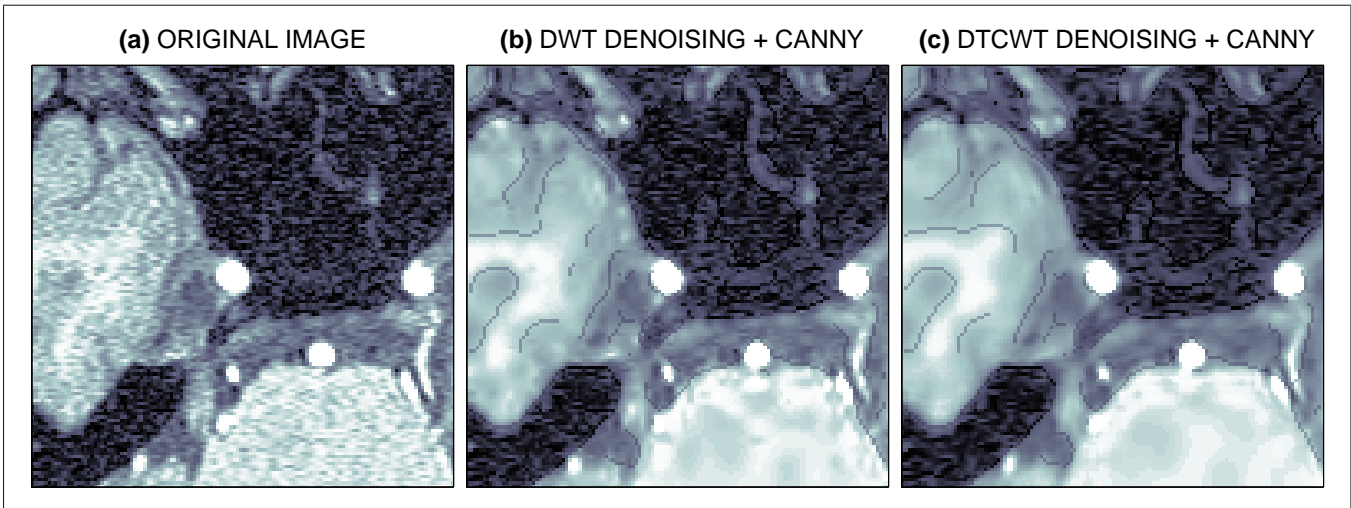 (a) ORIGINAL IMAGE
(b) DWT DENOISING + CANNY
(c) DTCWT DENOISING + CANNY